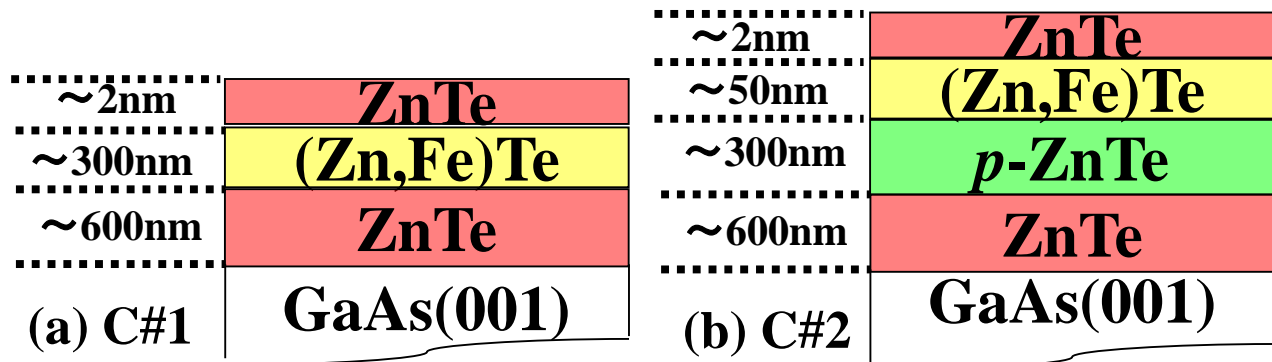 ~2nm ZnTe
~300nm (Zn,Fe)Te
~600nm ZnTe
GaAs(001)
(a) C#1
~2nm ZnTe
~50nm (Zn,Fe)Te
~300nm p-ZnTe
~600nm ZnTe
GaAs(001)
(b) C#2